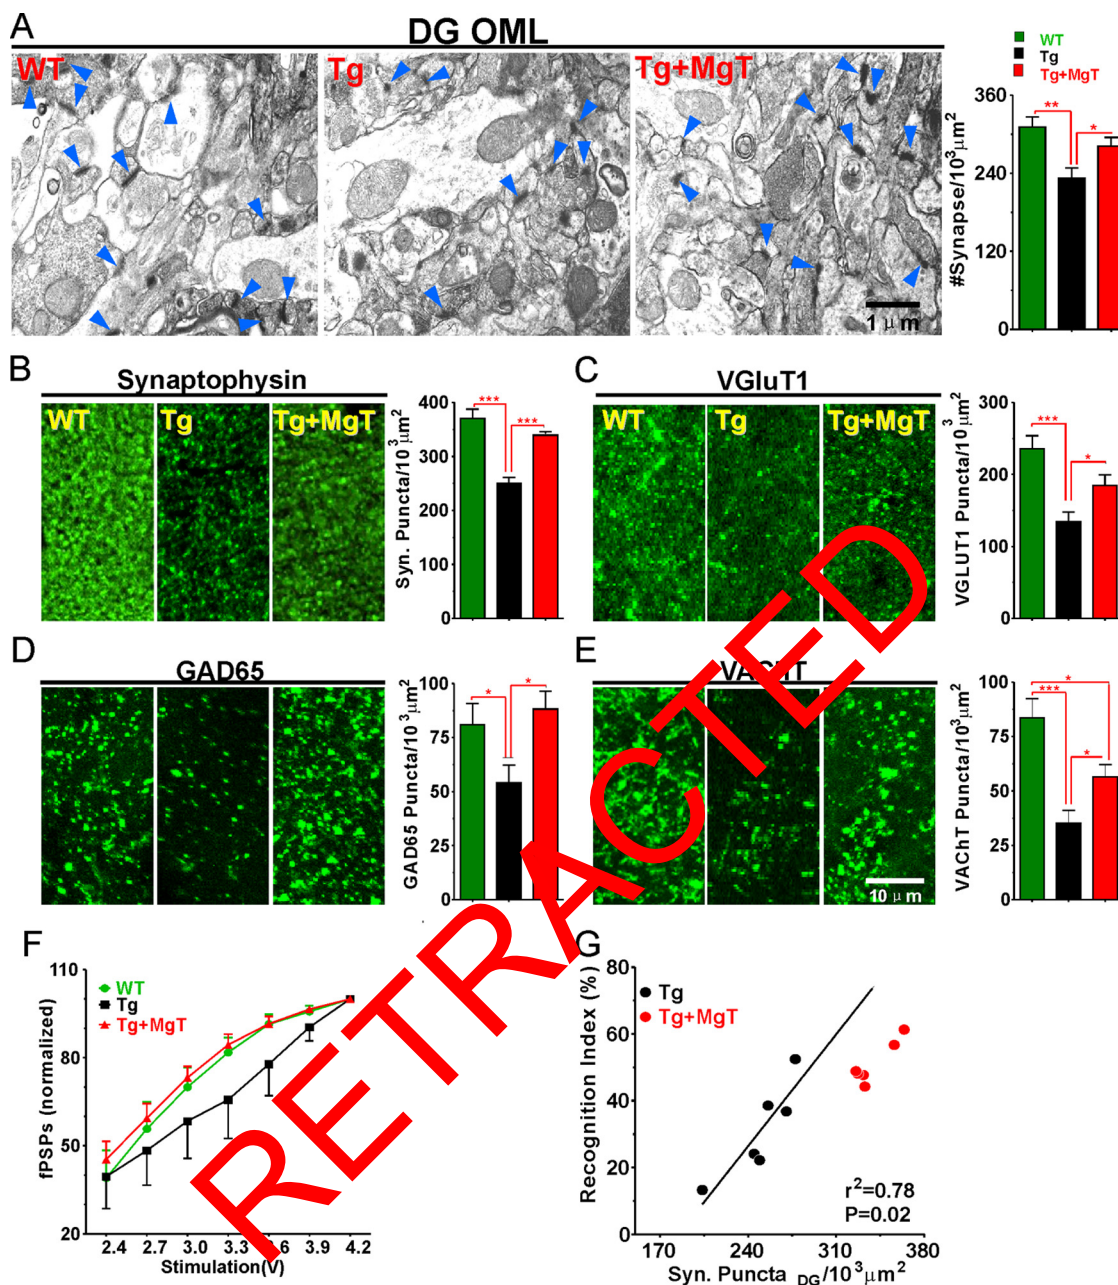 A
DG OML
WT
Tg
Tg+MgT
1 μm
WT
Tg
Tg+MgT
#Synapse/10³μm²
360
240
120
0
**
*
B
Synaptophysin
WT
Tg
Tg+MgT
Syn. Puncta/10³μm²
400
300
200
100
0
***
***
C
VGluT1
WT
Tg
Tg+MgT
VGLUT1 Puncta/10³μm²
300
200
100
0
***
*
D
GAD65
GAD65 Puncta/10³μm²
100
75
50
25
0
*
*
E
VAChT
10 μm
VAChT Puncta/10³μm²
100
75
50
25
0
*
***
*
F
fPSPs (normalized)
110
80
50
20
WT
Tg
Tg+MgT
2.4 2.7 3.0 3.3 3.6 3.9 4.2
Stimulation(V)
G
Recognition Index (%)
80
60
40
20
0
Tg
Tg+MgT
r²=0.78
P=0.02
170 240 310 380
Syn. Puncta DG/10³μm²
RETRACTED